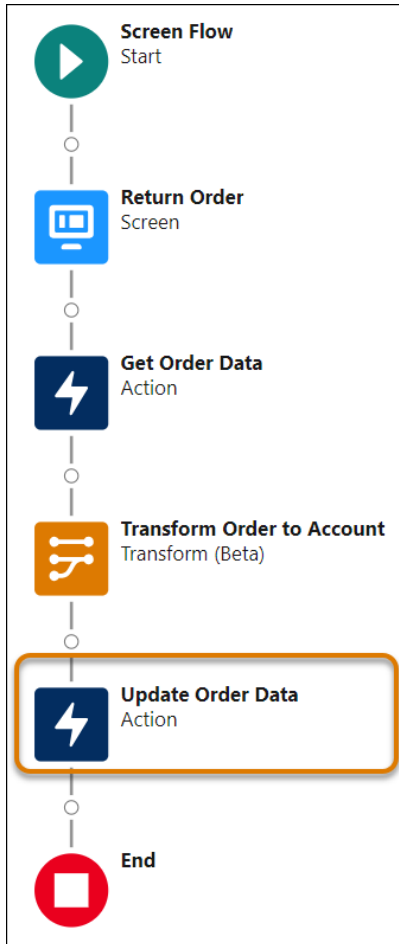 Screen Flow
Start
Return Order
Screen
Get Order Data
Action
Transform Order to Account
Transform (Beta)
Update Order Data
Action
End